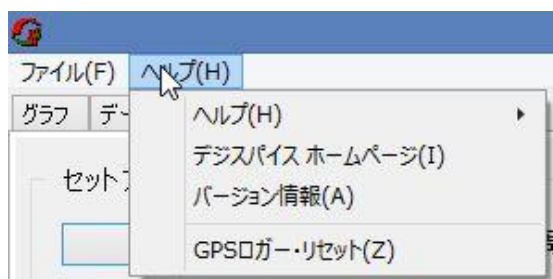 ファイル(F) ヘルプ(H)
グラフ
ヘルプ(H)
デジスパイス ホームページ(I)
セット
バージョン情報(A)
GPSロガー・リセット(Z)